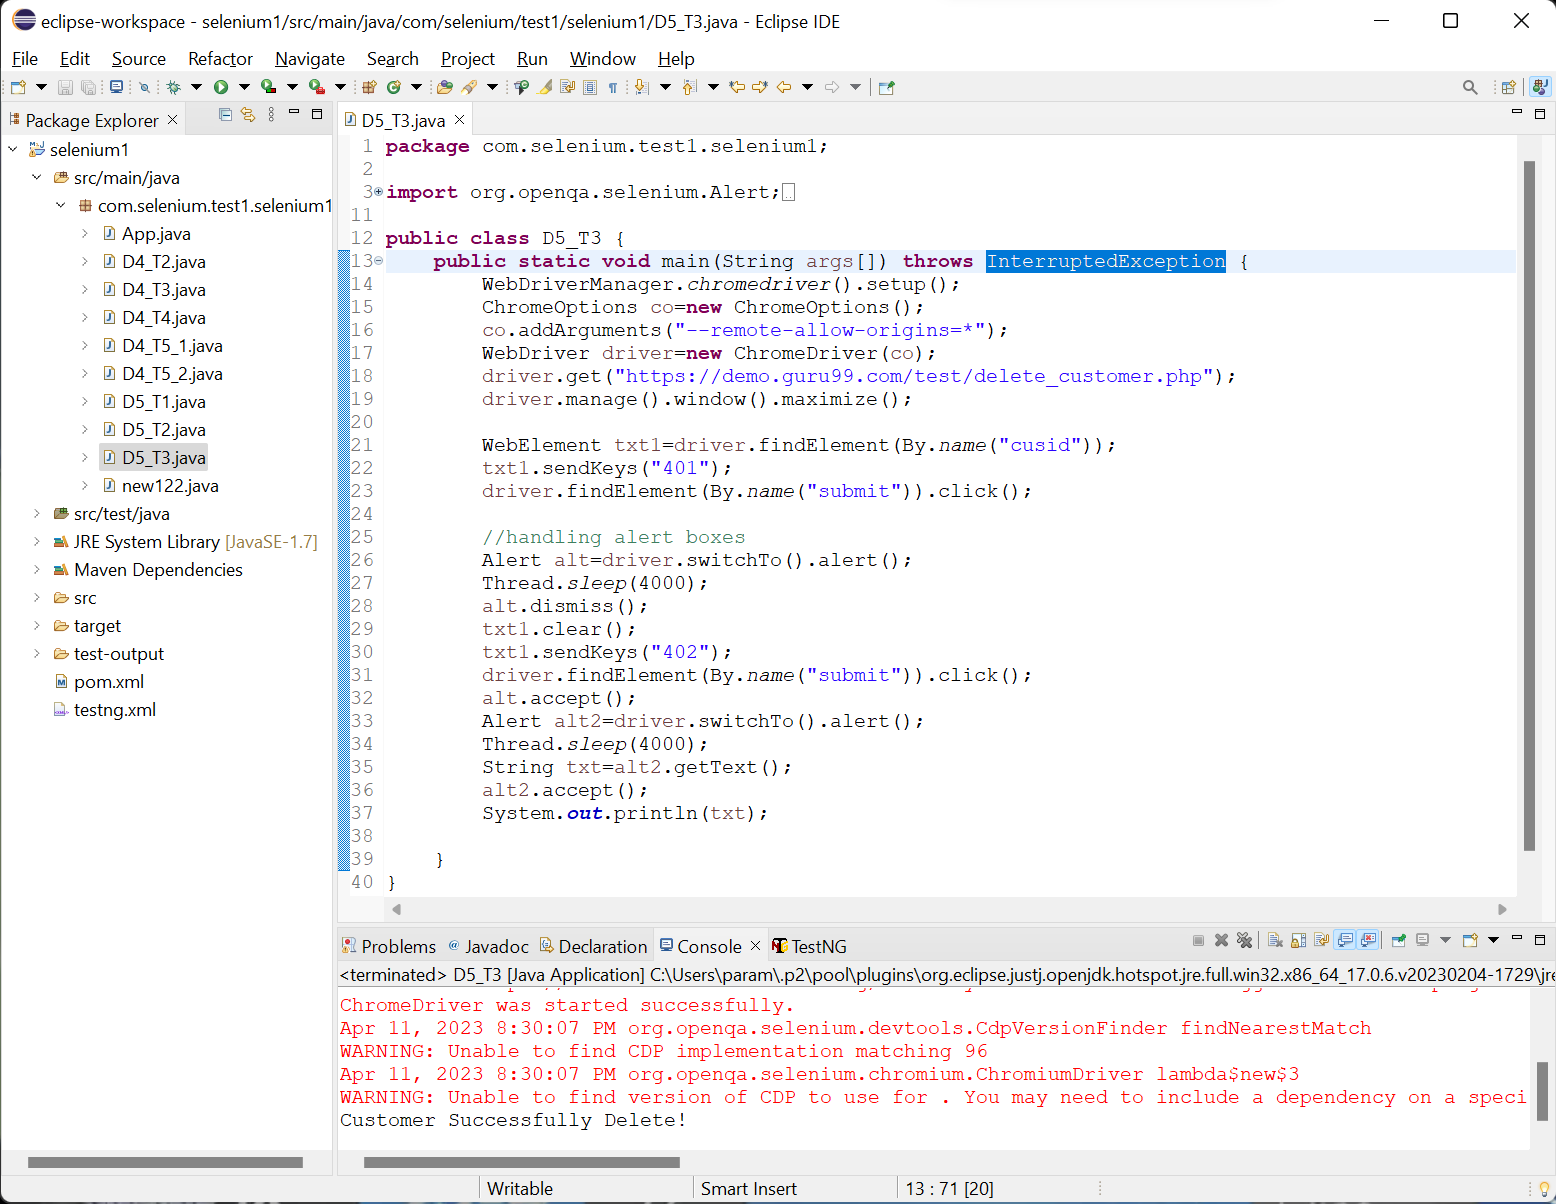 eclipse-workspace - selenium1/src/main/java/com/selenium/test1/selenium1/D5_T3.java - Eclipse IDE
File Edit Source Refactor Navigate Search Project Run Window Help
Package Explorer
selenium1
src/main/java
com.selenium.test1.selenium1
App.java
D4_T2.java
D4_T3.java
D4_T4.java
D4_T5_1.java
D4_T5_2.java
D5_T1.java
D5_T2.java
D5_T3.java
new122.java
src/test/java
JRE System Library [JavaSE-1.7]
Maven Dependencies
src
target
test-output
pom.xml
testng.xml
D5_T3.java
1 package com.selenium.test1.selenium1;
2
3 import org.openqa.selenium.Alert;
11
12 public class D5_T3 {
13 public static void main(String args[]) throws InterruptedException {
14 WebDriverManager.chromedriver().setup();
15 ChromeOptions co=new ChromeOptions();
16 co.addArguments("--remote-allow-origins=*");
17 WebDriver driver=new ChromeDriver(co);
18 driver.get("https://demo.guru99.com/test/delete_customer.php");
19 driver.manage().window().maximize();
20
21 WebElement txt1=driver.findElement(By.name("cusid"));
22 txt1.sendKeys("401");
23 driver.findElement(By.name("submit")).click();
24
25 //handling alert boxes
26 Alert alt=driver.switchTo().alert();
27 Thread.sleep(4000);
28 alt.dismiss();
29 txt1.clear();
30 txt1.sendKeys("402");
31 driver.findElement(By.name("submit")).click();
32 alt.accept();
33 Alert alt2=driver.switchTo().alert();
34 Thread.sleep(4000);
35 String txt=alt2.getText();
36 alt2.accept();
37 System.out.println(txt);
38
39 }
40 }
Problems Javadoc Declaration Console TestNG
<terminated> D5_T3 [Java Application] C:\Users\param\.p2\pool\plugins\org.eclipse.justj.openjdk.hotspot.jre.full.win32.x86_64_17.0.6.v20230204-1729\jre
ChromeDriver was started successfully.
Apr 11, 2023 8:30:07 PM org.openqa.selenium.devtools.CdpVersionFinder findNearestMatch
WARNING: Unable to find CDP implementation matching 96
Apr 11, 2023 8:30:07 PM org.openqa.selenium.chromium.ChromiumDriver lambda$new$3
WARNING: Unable to find version of CDP to use for . You may need to include a dependency on a speci
Customer Successfully Delete!
Writable Smart Insert 13 : 71 [20]